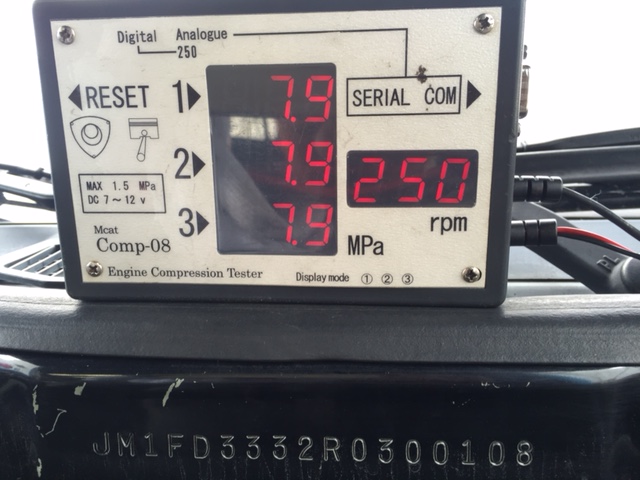 Digital Analogue
250
RESET 1 7.9 SERIAL COM
2 7.9 250
MAX 1.5 MPa
DC 7～12 v
3 7.9 rpm
MPa
Mcat
Comp-08
Engine Compression Tester Display mode ① ② ③
PL
JM1FD3332R0300108